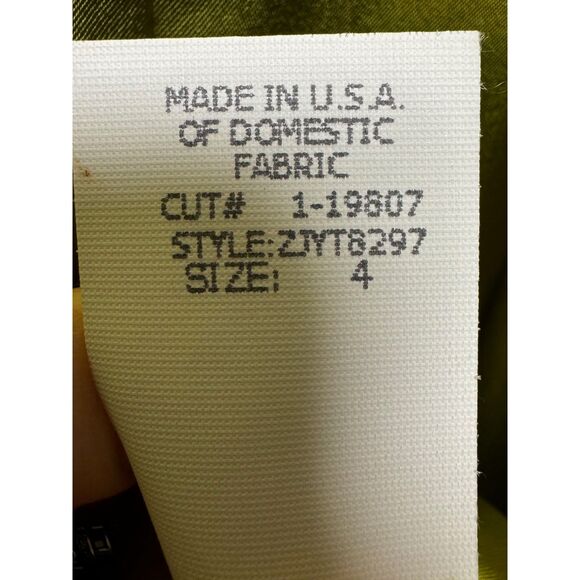 MADE IN U.S.A.
OF DOMESTIC
FABRIC
CUT# 1-19807
STYLE:ZJYT8297
SIZE: 4